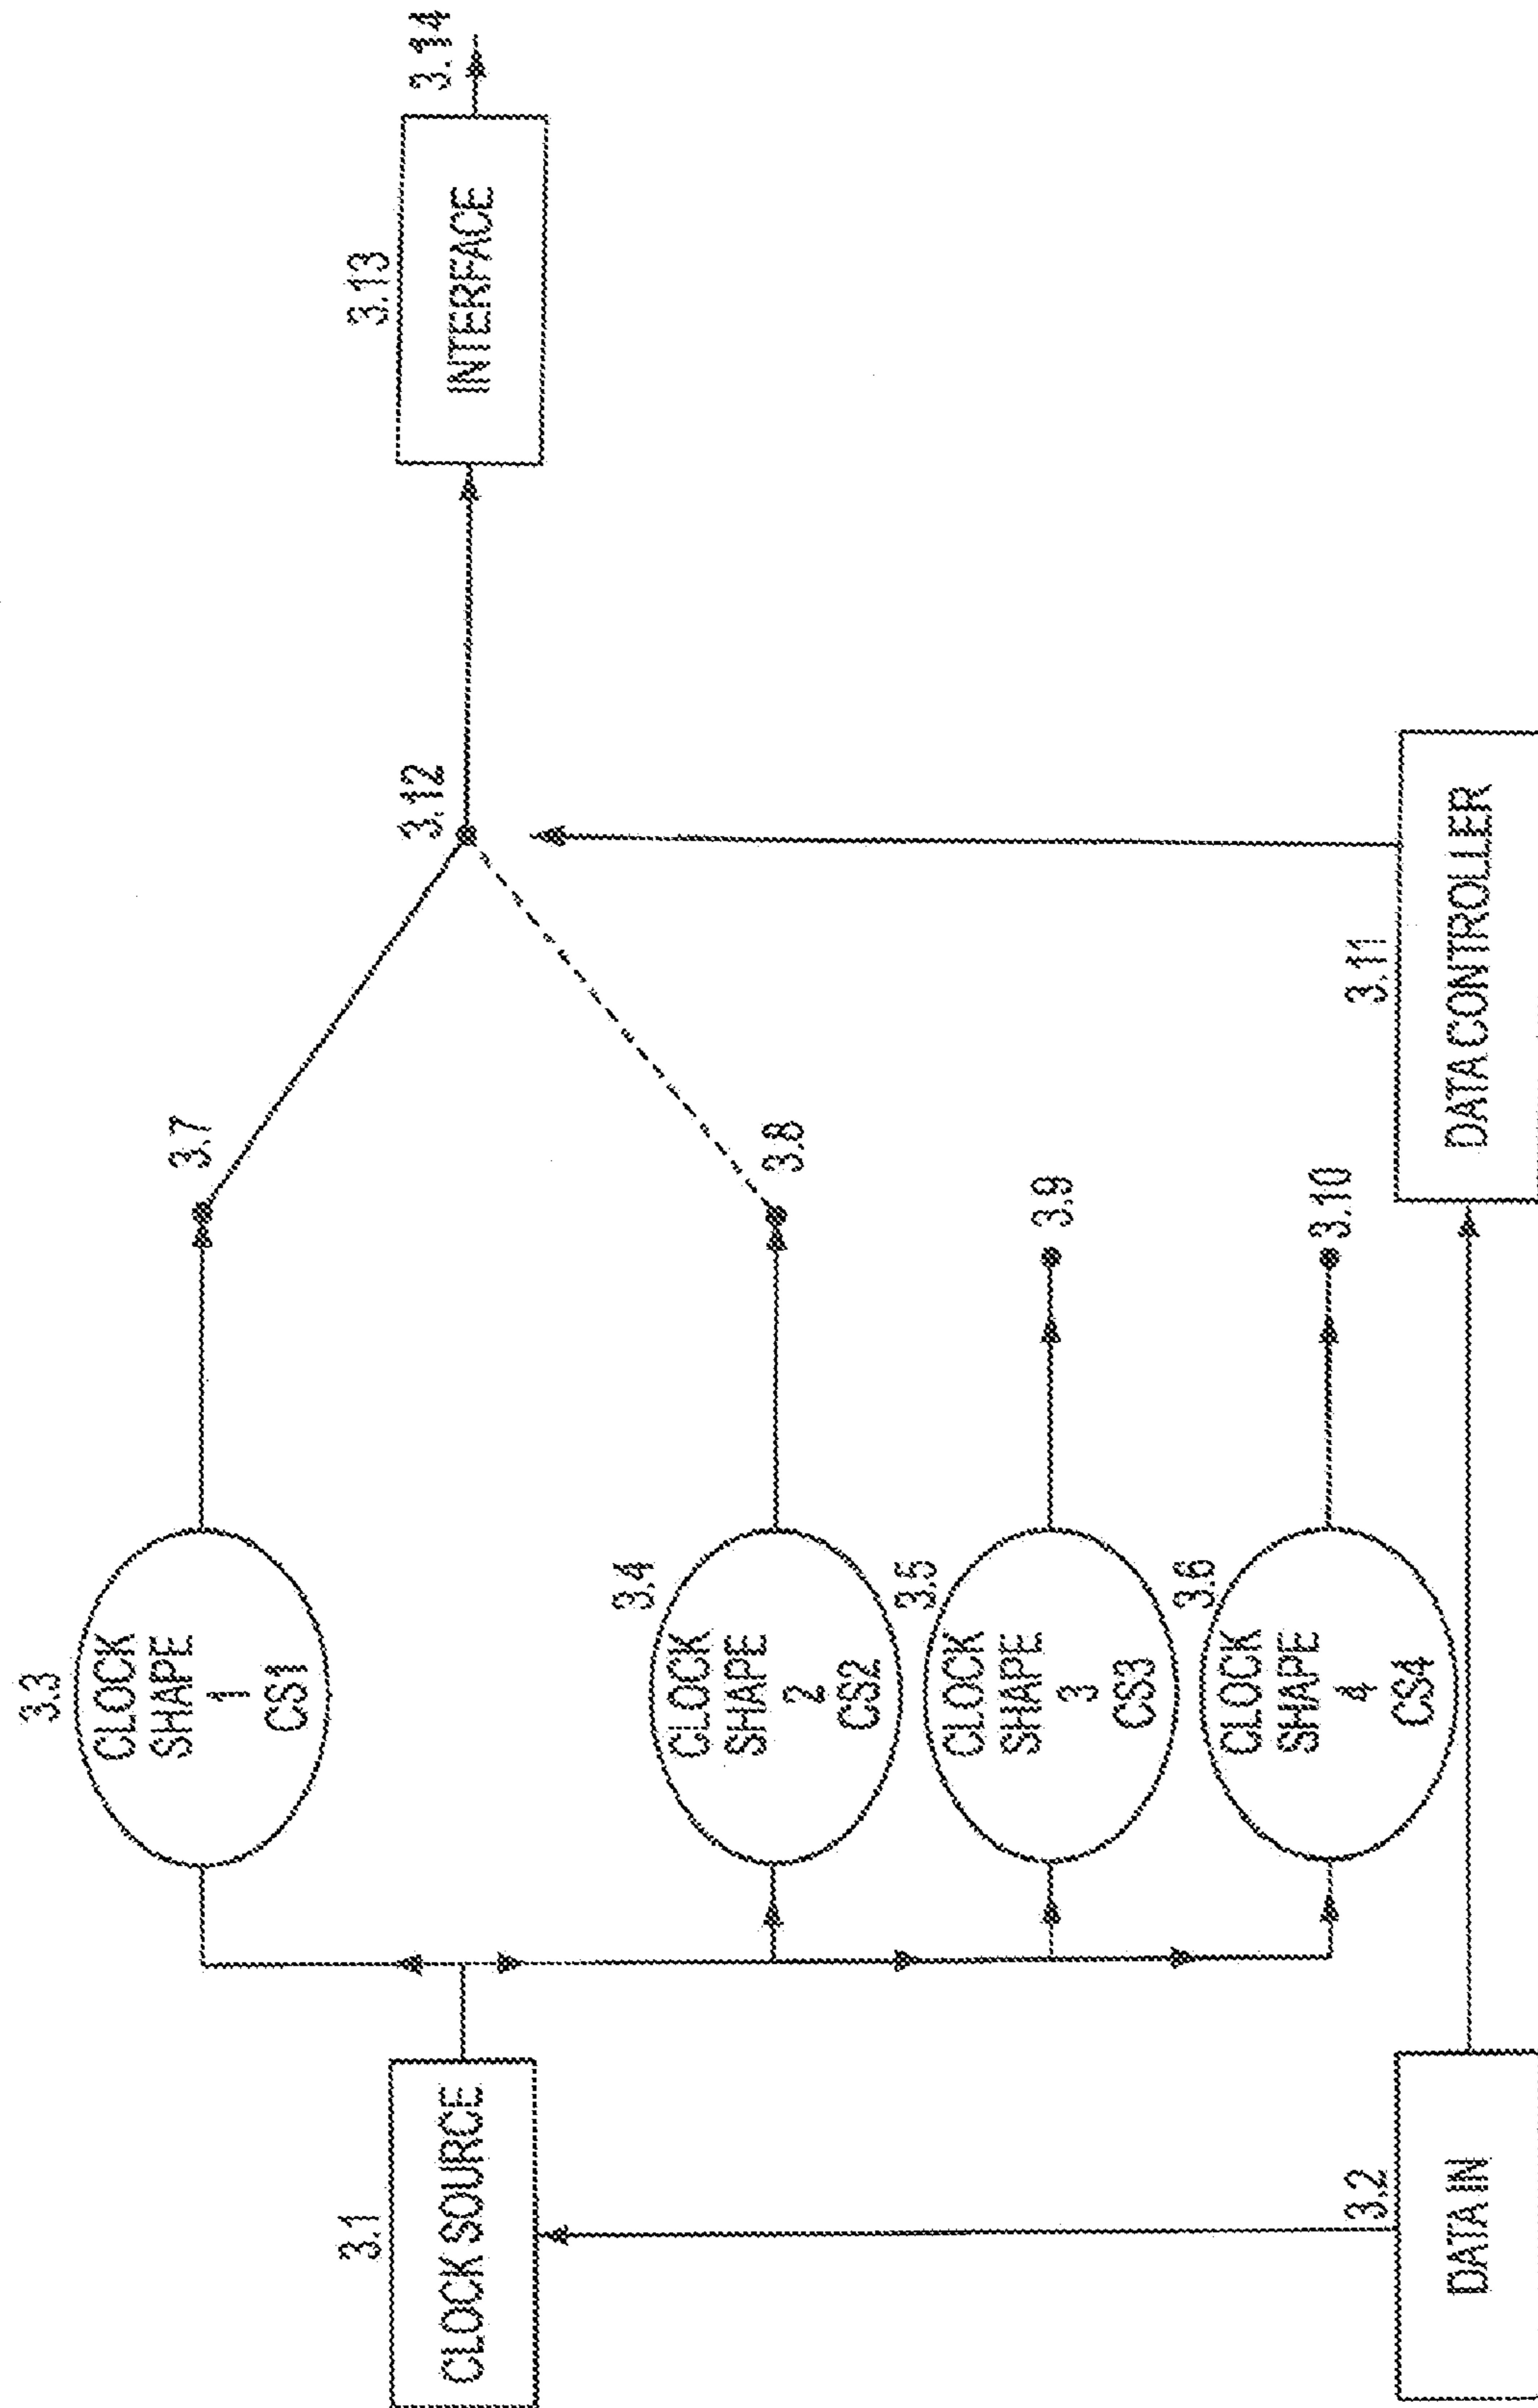 3.3
CLOCK
SHAPE
1
CS1
3.7
3.1
CLOCK SOURCE
3.12
3.13
INTERFACE
3.14
3.4
CLOCK
SHAPE
2
CS2
3.8
3.5
CLOCK
SHAPE
3
CS3
3.9
3.6
CLOCK
SHAPE
4
CS4
3.10
3.2
DATA IN
3.11
DATA CONTROLLER